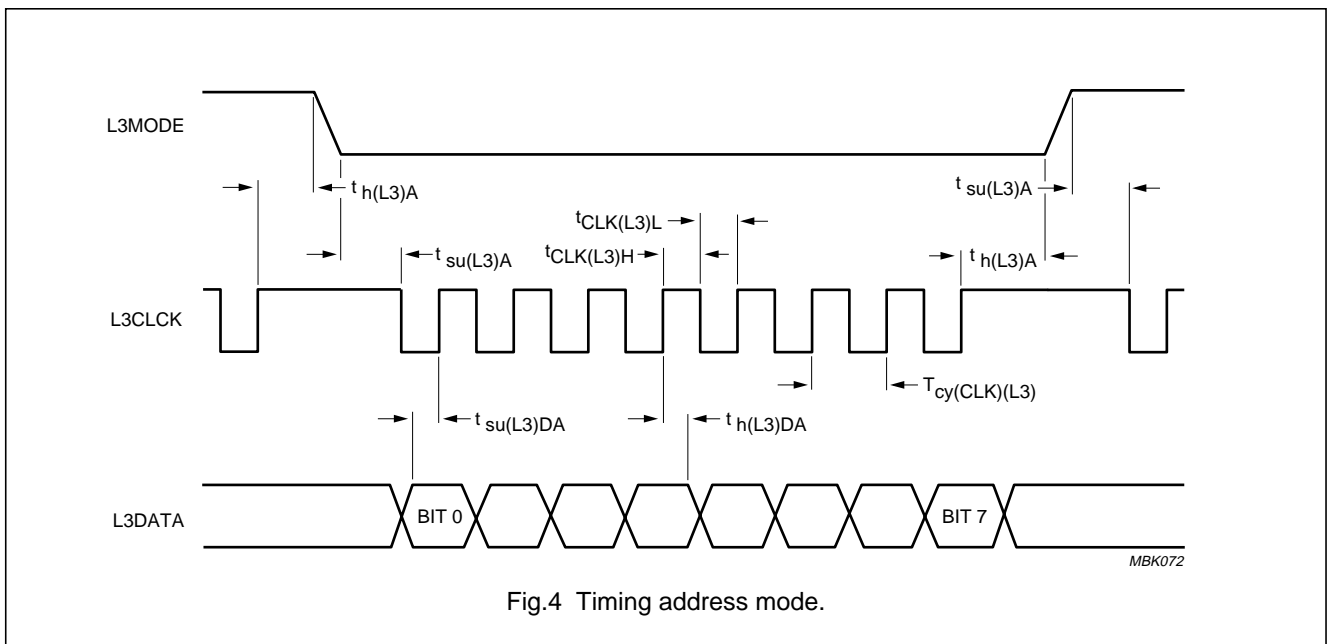 L3MODE
t h(L3)A
t su(L3)A
tCLK(L3)L
tCLK(L3)H
t su(L3)A
t h(L3)A
L3CLCK
Tcy(CLK)(L3)
t su(L3)DA
t h(L3)DA
L3DATA
BIT 0
BIT 7
MBK072
Fig.4 Timing address mode.